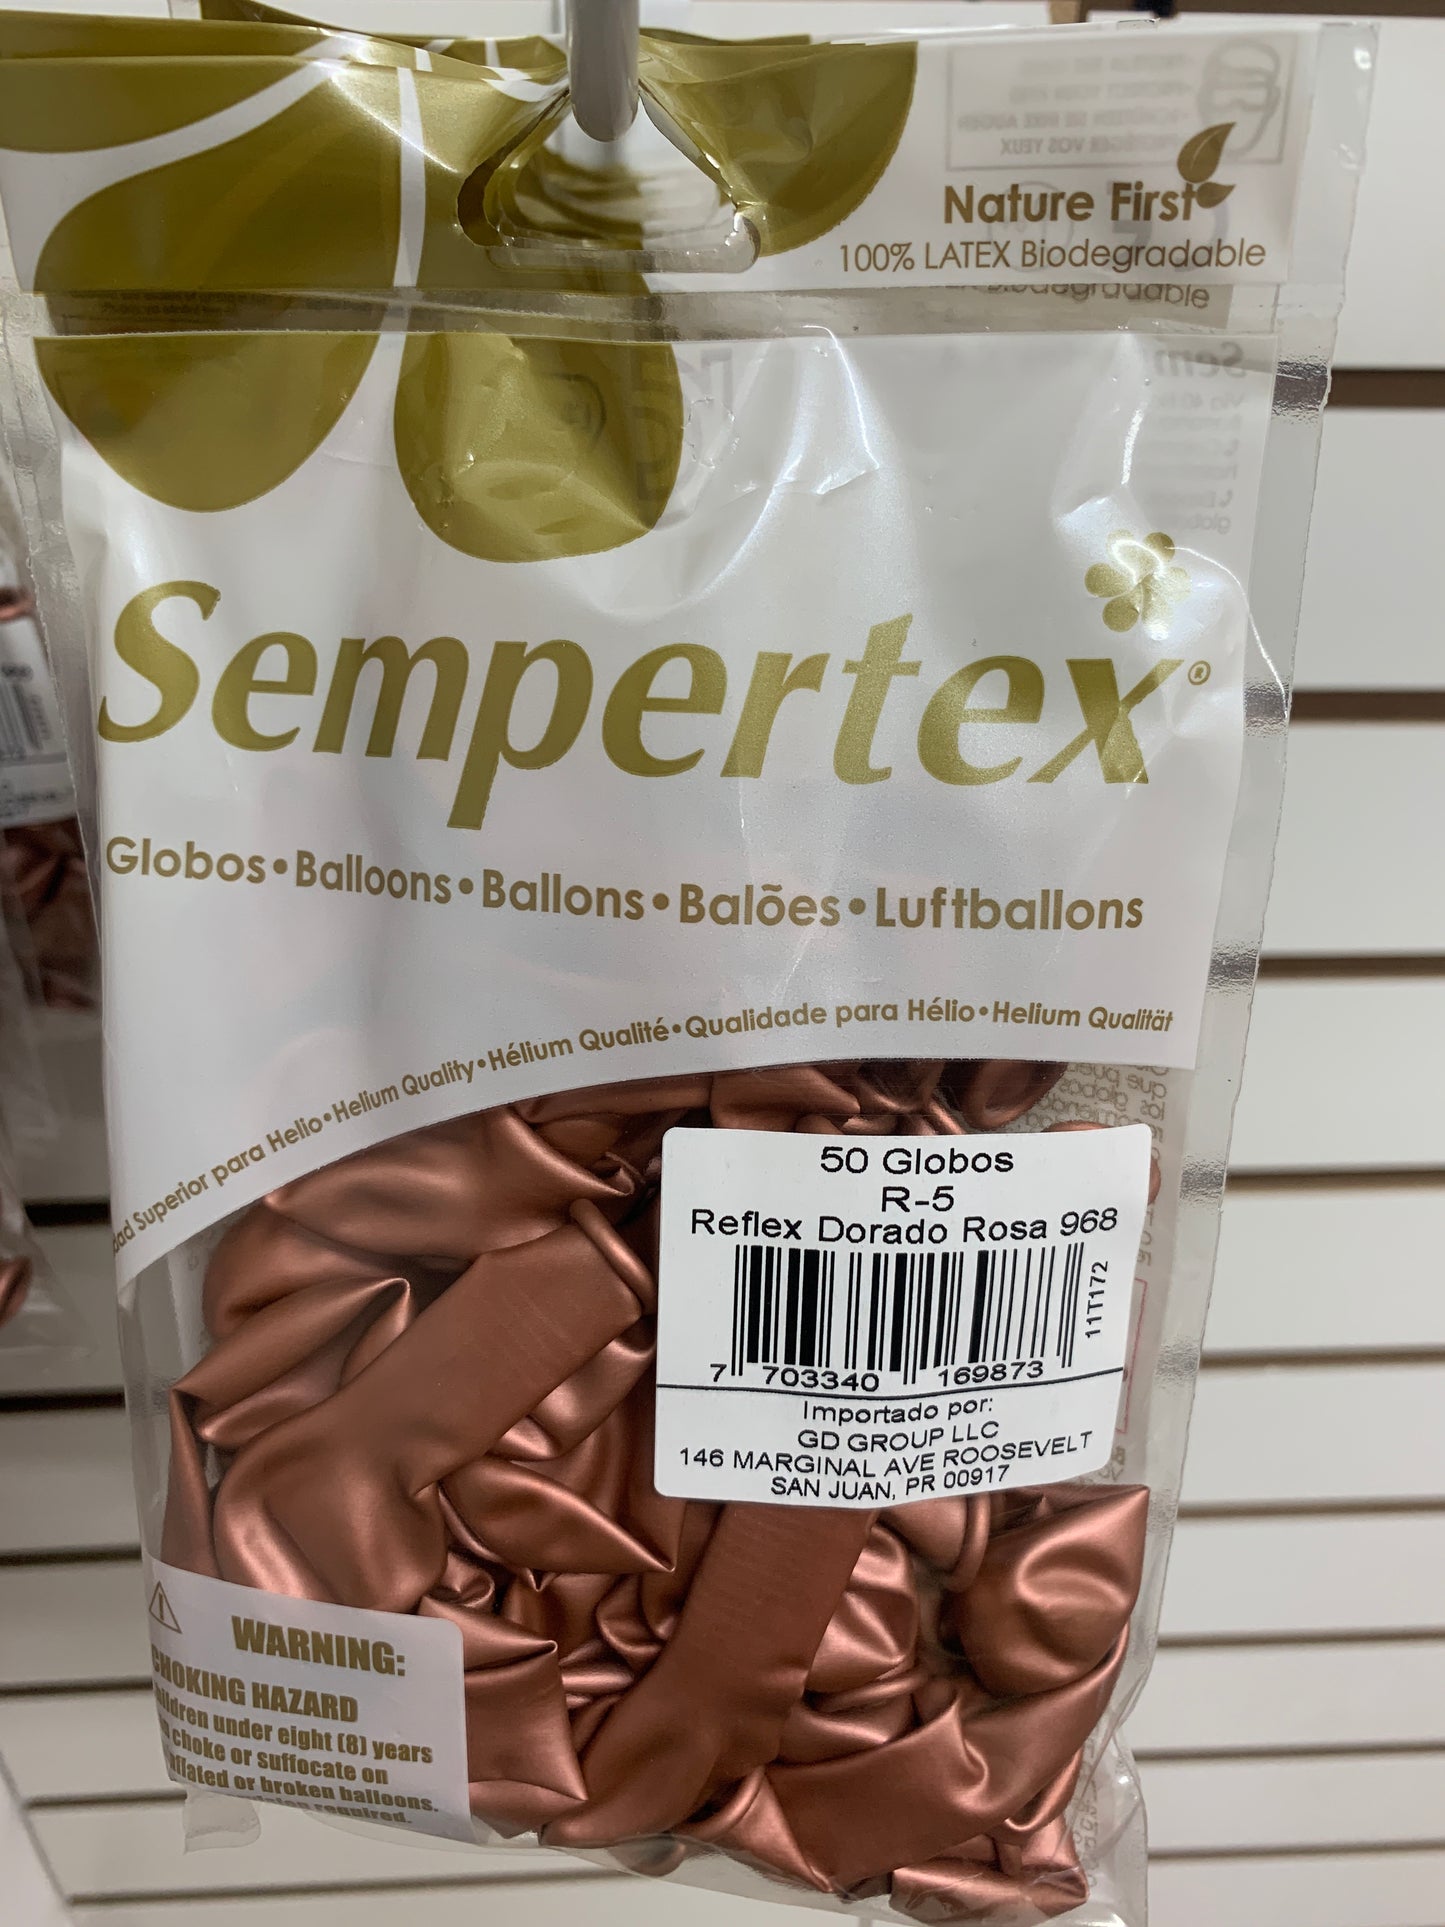 Nature First
100% LATEX Biodegradable
Sempertex®
Globos • Balloons • Ballons • Balões • Luftballons
Superior para Helio • Helium Quality • Hélium Qualité • Qualidade para Hélio • Helium Qualität
50 Globos
R-5
Reflex Dorado Rosa 968
11T172
7 703340 169873
Importado por:
GD GROUP LLC
146 MARGINAL AVE ROOSEVELT
SAN JUAN, PR 00917
WARNING:
CHOKING HAZARD
under eight (8) years
choke or suffocate on
or broken balloons.
required.